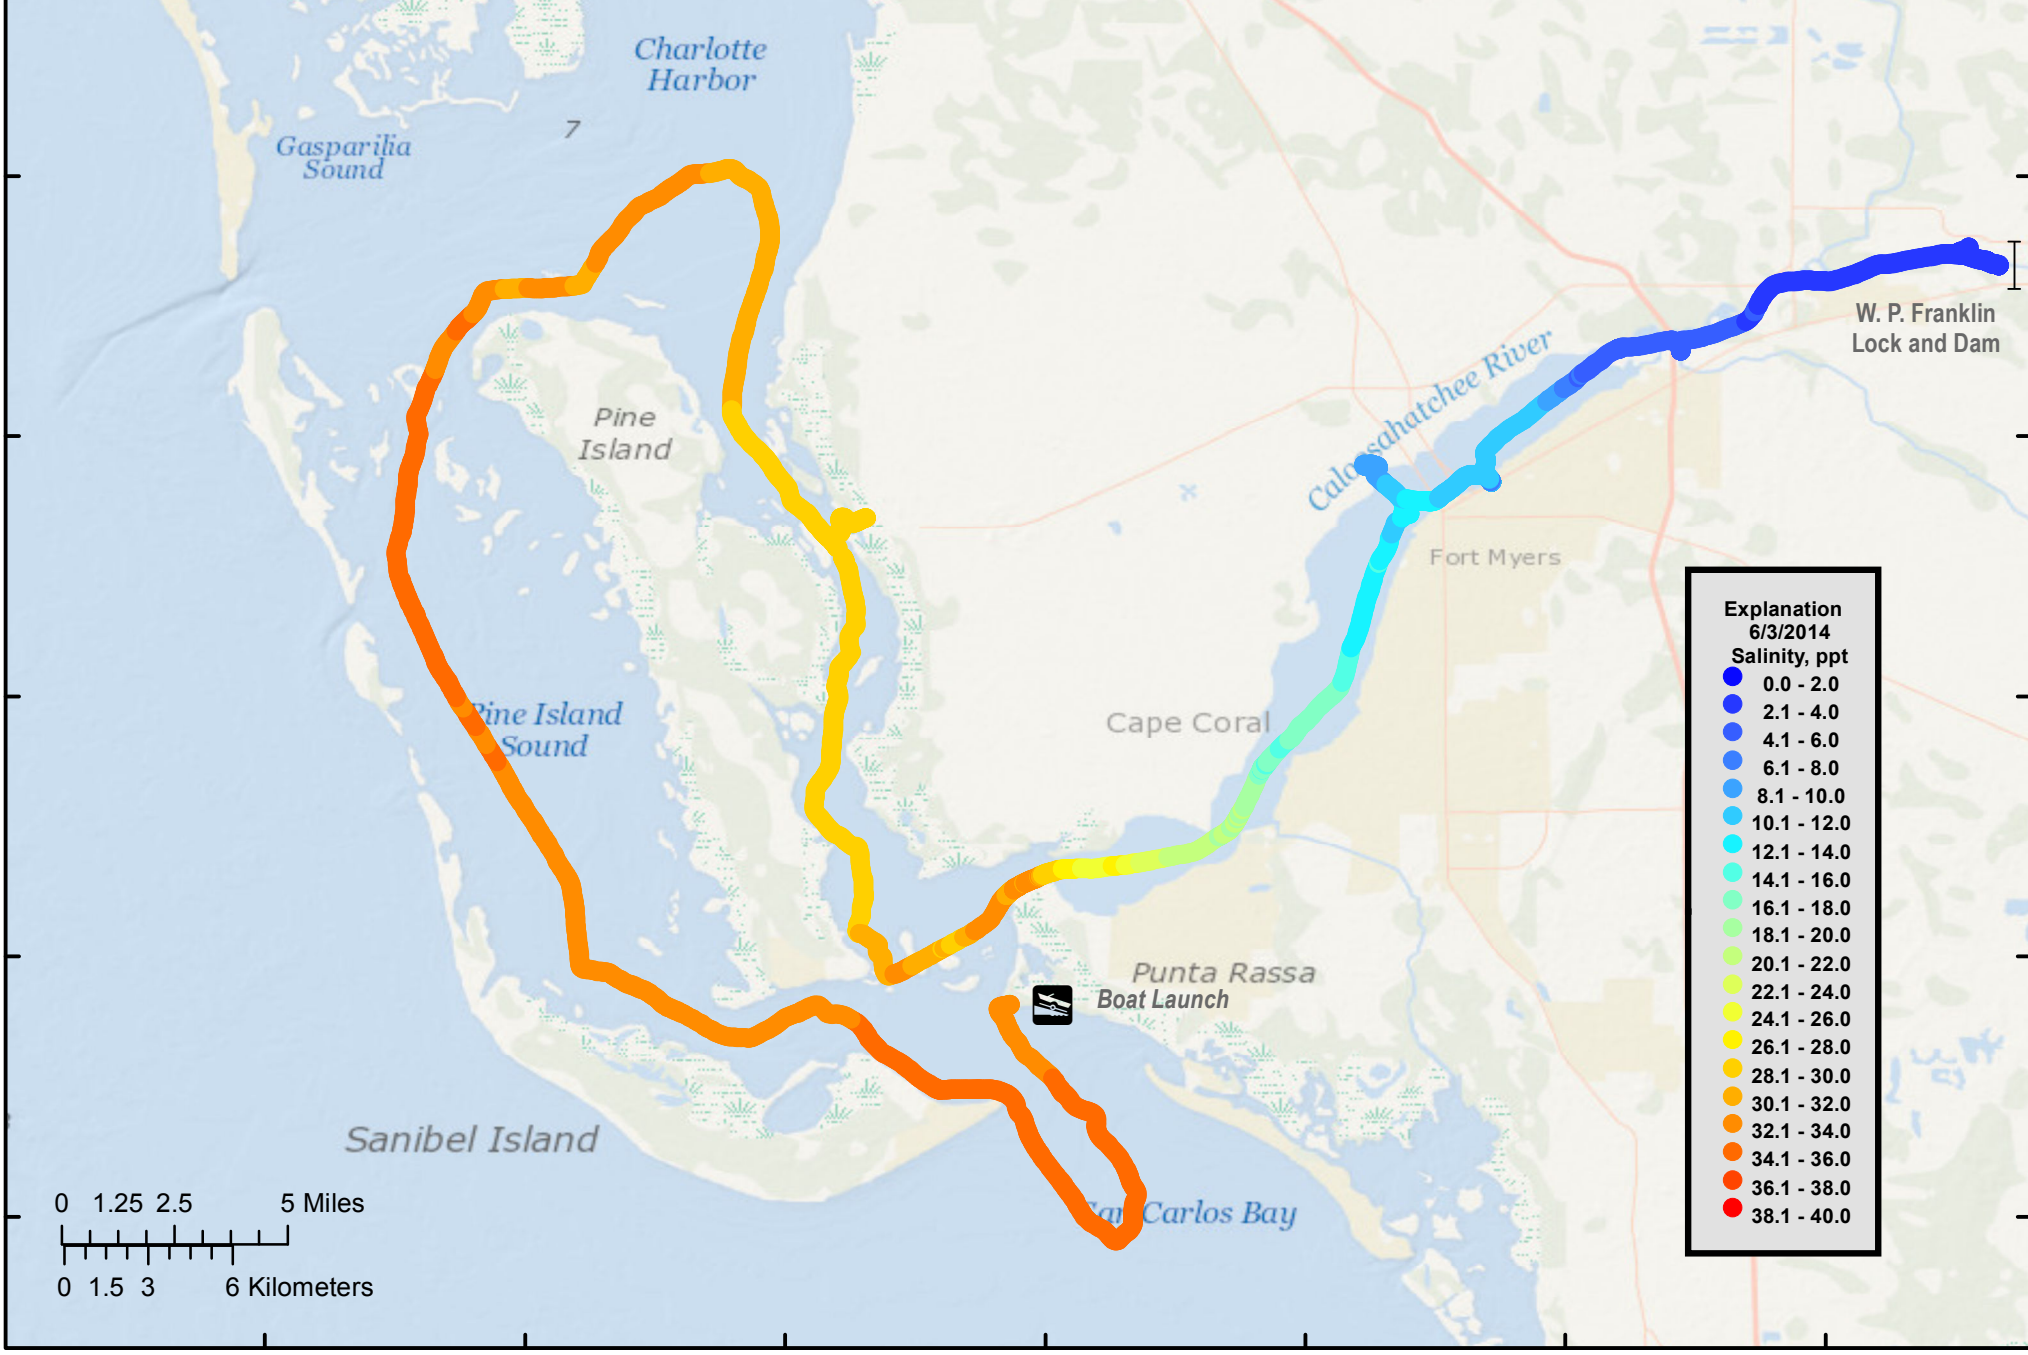 Charlotte
Harbor
7
Gasparilia
Sound
W. P. Franklin
Lock and Dam
Caloosahatchee River
Pine
Island
Fort Myers
Pine Island
Sound
Cape Coral
Punta Rassa
Boat Launch
Sanibel Island
San Carlos Bay
Explanation
6/3/2014
Salinity, ppt
0.0 - 2.0
2.1 - 4.0
4.1 - 6.0
6.1 - 8.0
8.1 - 10.0
10.1 - 12.0
12.1 - 14.0
14.1 - 16.0
16.1 - 18.0
18.1 - 20.0
20.1 - 22.0
22.1 - 24.0
24.1 - 26.0
26.1 - 28.0
28.1 - 30.0
30.1 - 32.0
32.1 - 34.0
34.1 - 36.0
36.1 - 38.0
38.1 - 40.0
0 1.25 2.5 5 Miles
0 1.5 3 6 Kilometers